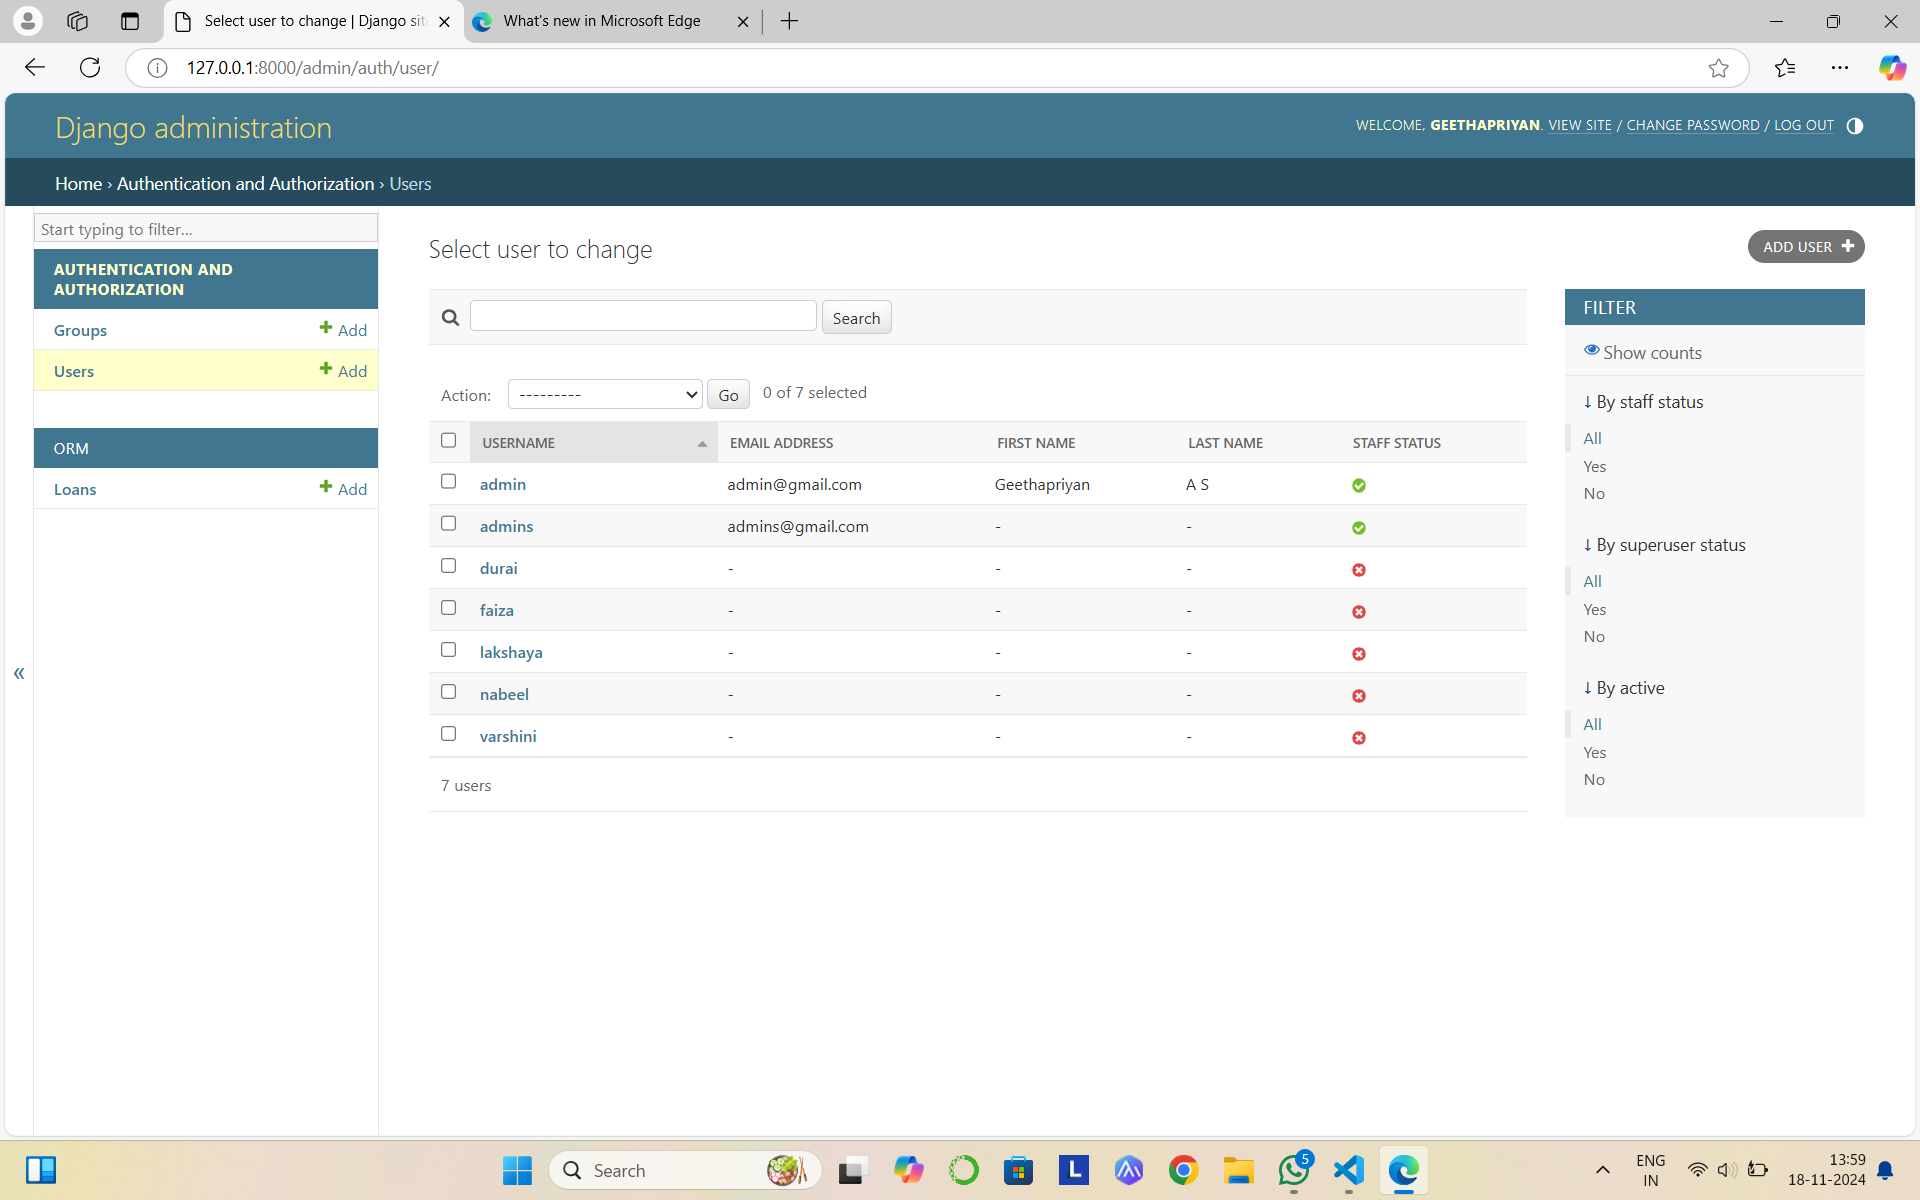 Select user to change | Django sit
What's new in Microsoft Edge
127.0.0.1:8000/admin/auth/user/
Django administration
WELCOME, GEETHAPRIYAN. VIEW SITE / CHANGE PASSWORD / LOG OUT
Home › Authentication and Authorization › Users
Start typing to filter...
AUTHENTICATION AND
AUTHORIZATION
Groups
Add
Users
Add
ORM
Loans
Add
«
Select user to change
ADD USER
Search
Action:
---------
Go
0 of 7 selected
USERNAME EMAIL ADDRESS FIRST NAME LAST NAME STAFF STATUS
admin admin@gmail.com Geethapriyan A S
admins admins@gmail.com - -
durai - - -
faiza - - -
lakshaya - - -
nabeel - - -
varshini - - -
7 users
FILTER
Show counts
↓ By staff status
All
Yes
No
↓ By superuser status
All
Yes
No
↓ By active
All
Yes
No
Search
L
5
ENG
IN
13:59
18-11-2024